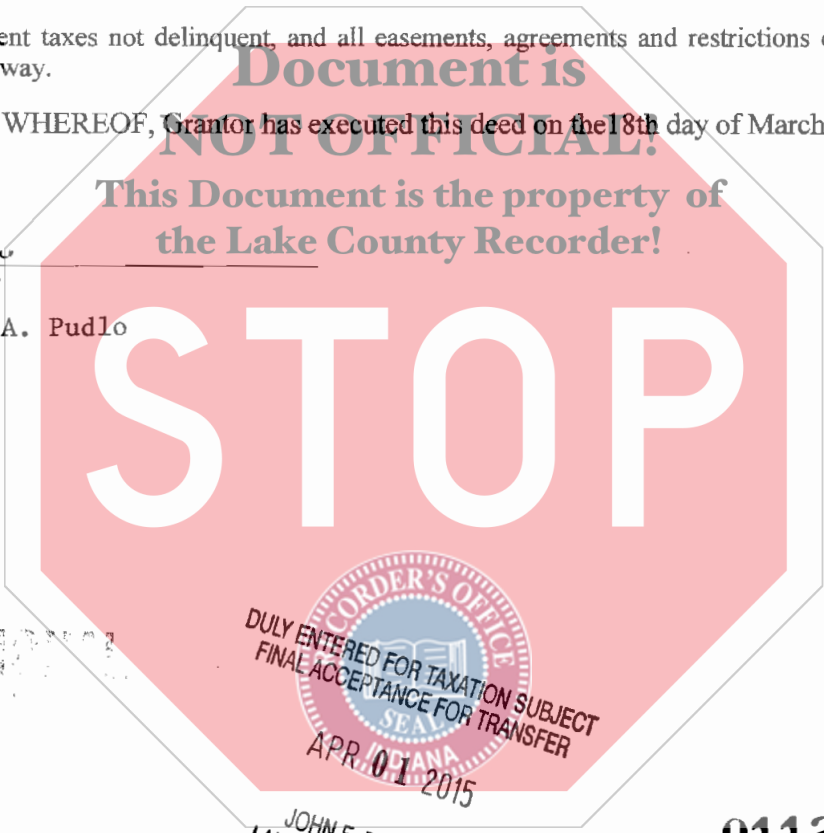 ent taxes not delinquent, and all easements, agreements and restrictions
way.
Document is
WHEREOF, Grantor has executed this deed on the18th day of March
NOT OFFICIAL!
This Document is the property of
the Lake County Recorder!
A. Pudlo
STOP
RECORDER'S OFFICE
DULY ENTERED FOR TAXATION SUBJECT
FINAL ACCEPTANCE FOR TRANSFER
SEAL
INDIANA
APR 01 2015
JOHN E.